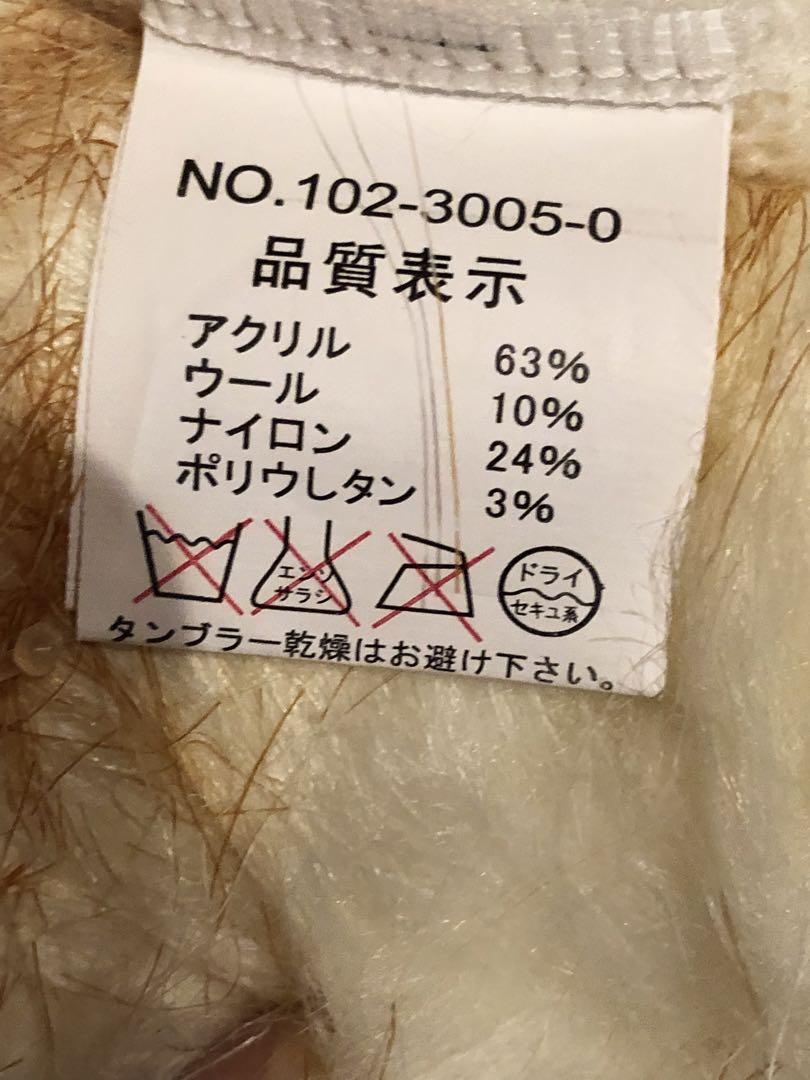 NO.102-3005-0
品質表示
アクリル 63%
ウール 10%
ナイロン 24%
ポリウレタン 3%
エンソ
サラシ
ドライ
セキユ系
タンブラー乾燥はお避け下さい。